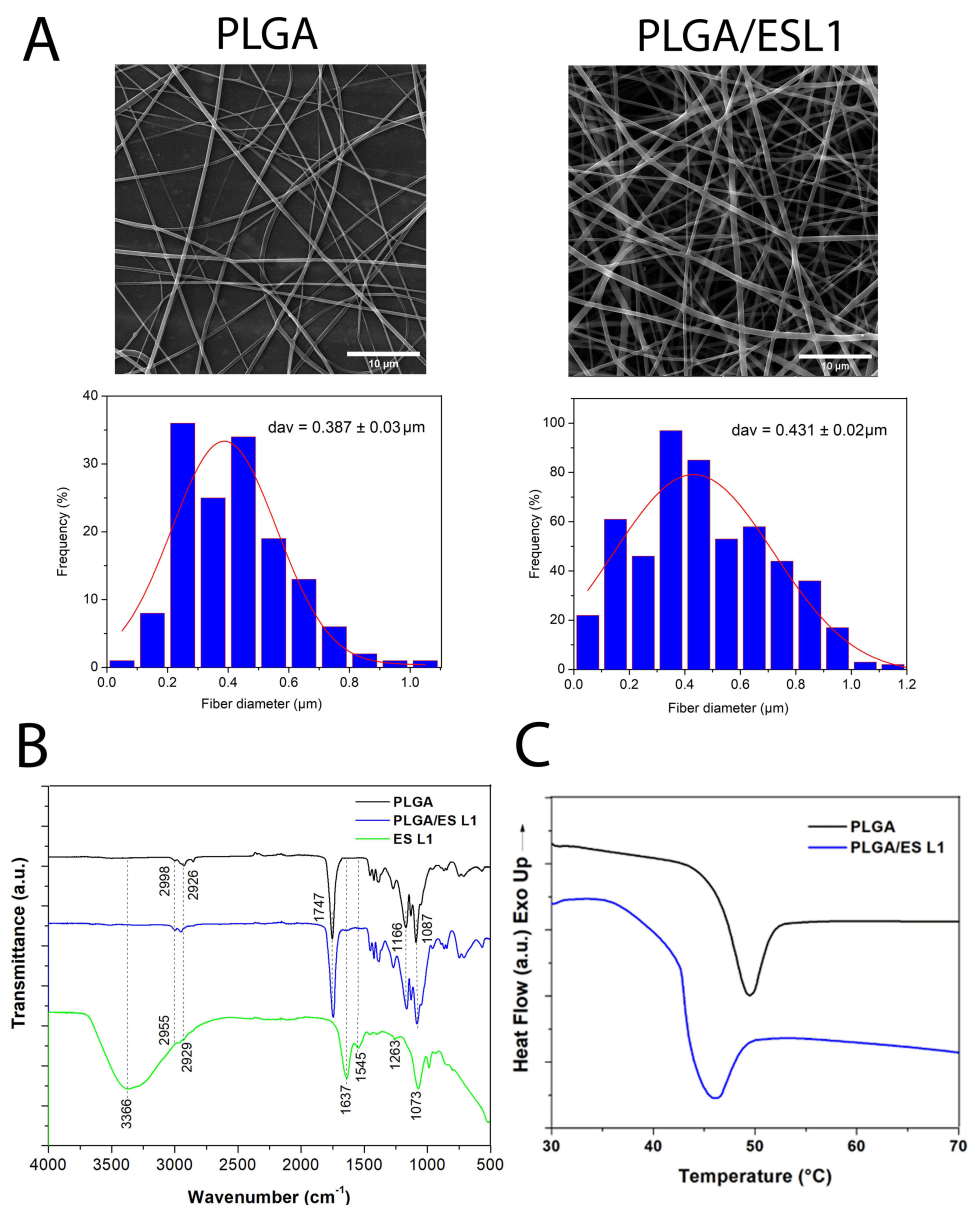 A
PLGA
PLGA/ESL1
10 µm
10 µm
40
30
20
10
0
dav = 0.387 ± 0.03 µm
Frequency (%)
0.0 0.2 0.4 0.6 0.8 1.0
Fiber diameter (µm)
100
80
60
40
20
0
dav = 0.431 ± 0.02µm
Frequency (%)
0.0 0.2 0.4 0.6 0.8 1.0 1.2
Fiber diameter (µm)
B
PLGA
PLGA/ES L1
ES L1
Transmittance (a.u.)
2998
2926
1747
1166
1087
2955
2929
3366
1637
1545
1263
1073
4000 3500 3000 2500 2000 1500 1000 500
Wavenumber (cm⁻¹)
C
PLGA
PLGA/ES L1
Heat Flow (a.u.) Exo Up →
30 40 50 60 70
Temperature (°C)